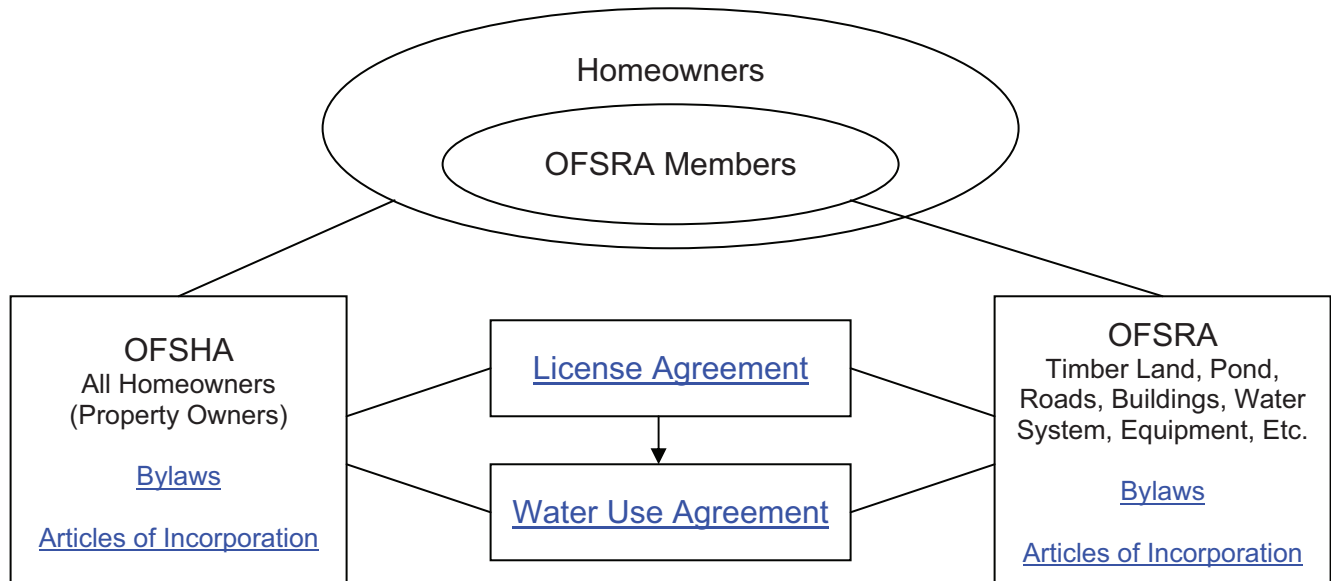 Homeowners
OFSRA Members
OFSHA
All Homeowners
(Property Owners)
Bylaws
Articles of Incorporation
License Agreement
Water Use Agreement
OFSRA
Timber Land, Pond,
Roads, Buildings, Water
System, Equipment, Etc.
Bylaws
Articles of Incorporation